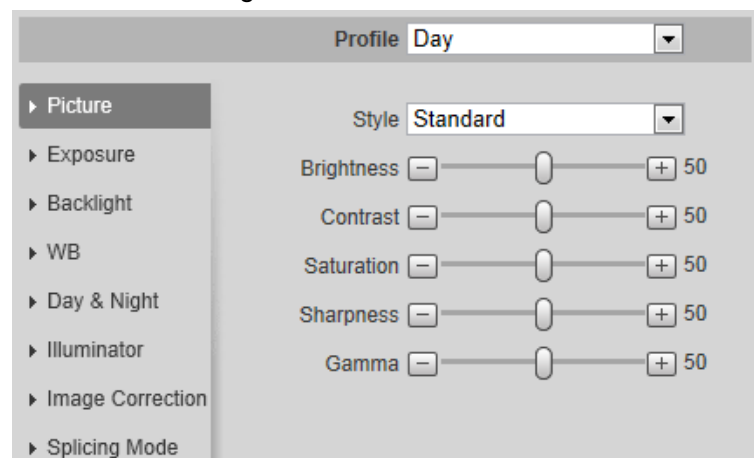 Profile Day
Picture
Style Standard
Exposure
Brightness 50
Backlight
Contrast 50
WB
Saturation 50
Day & Night
Sharpness 50
Illuminator
Gamma 50
Image Correction
Splicing Mode